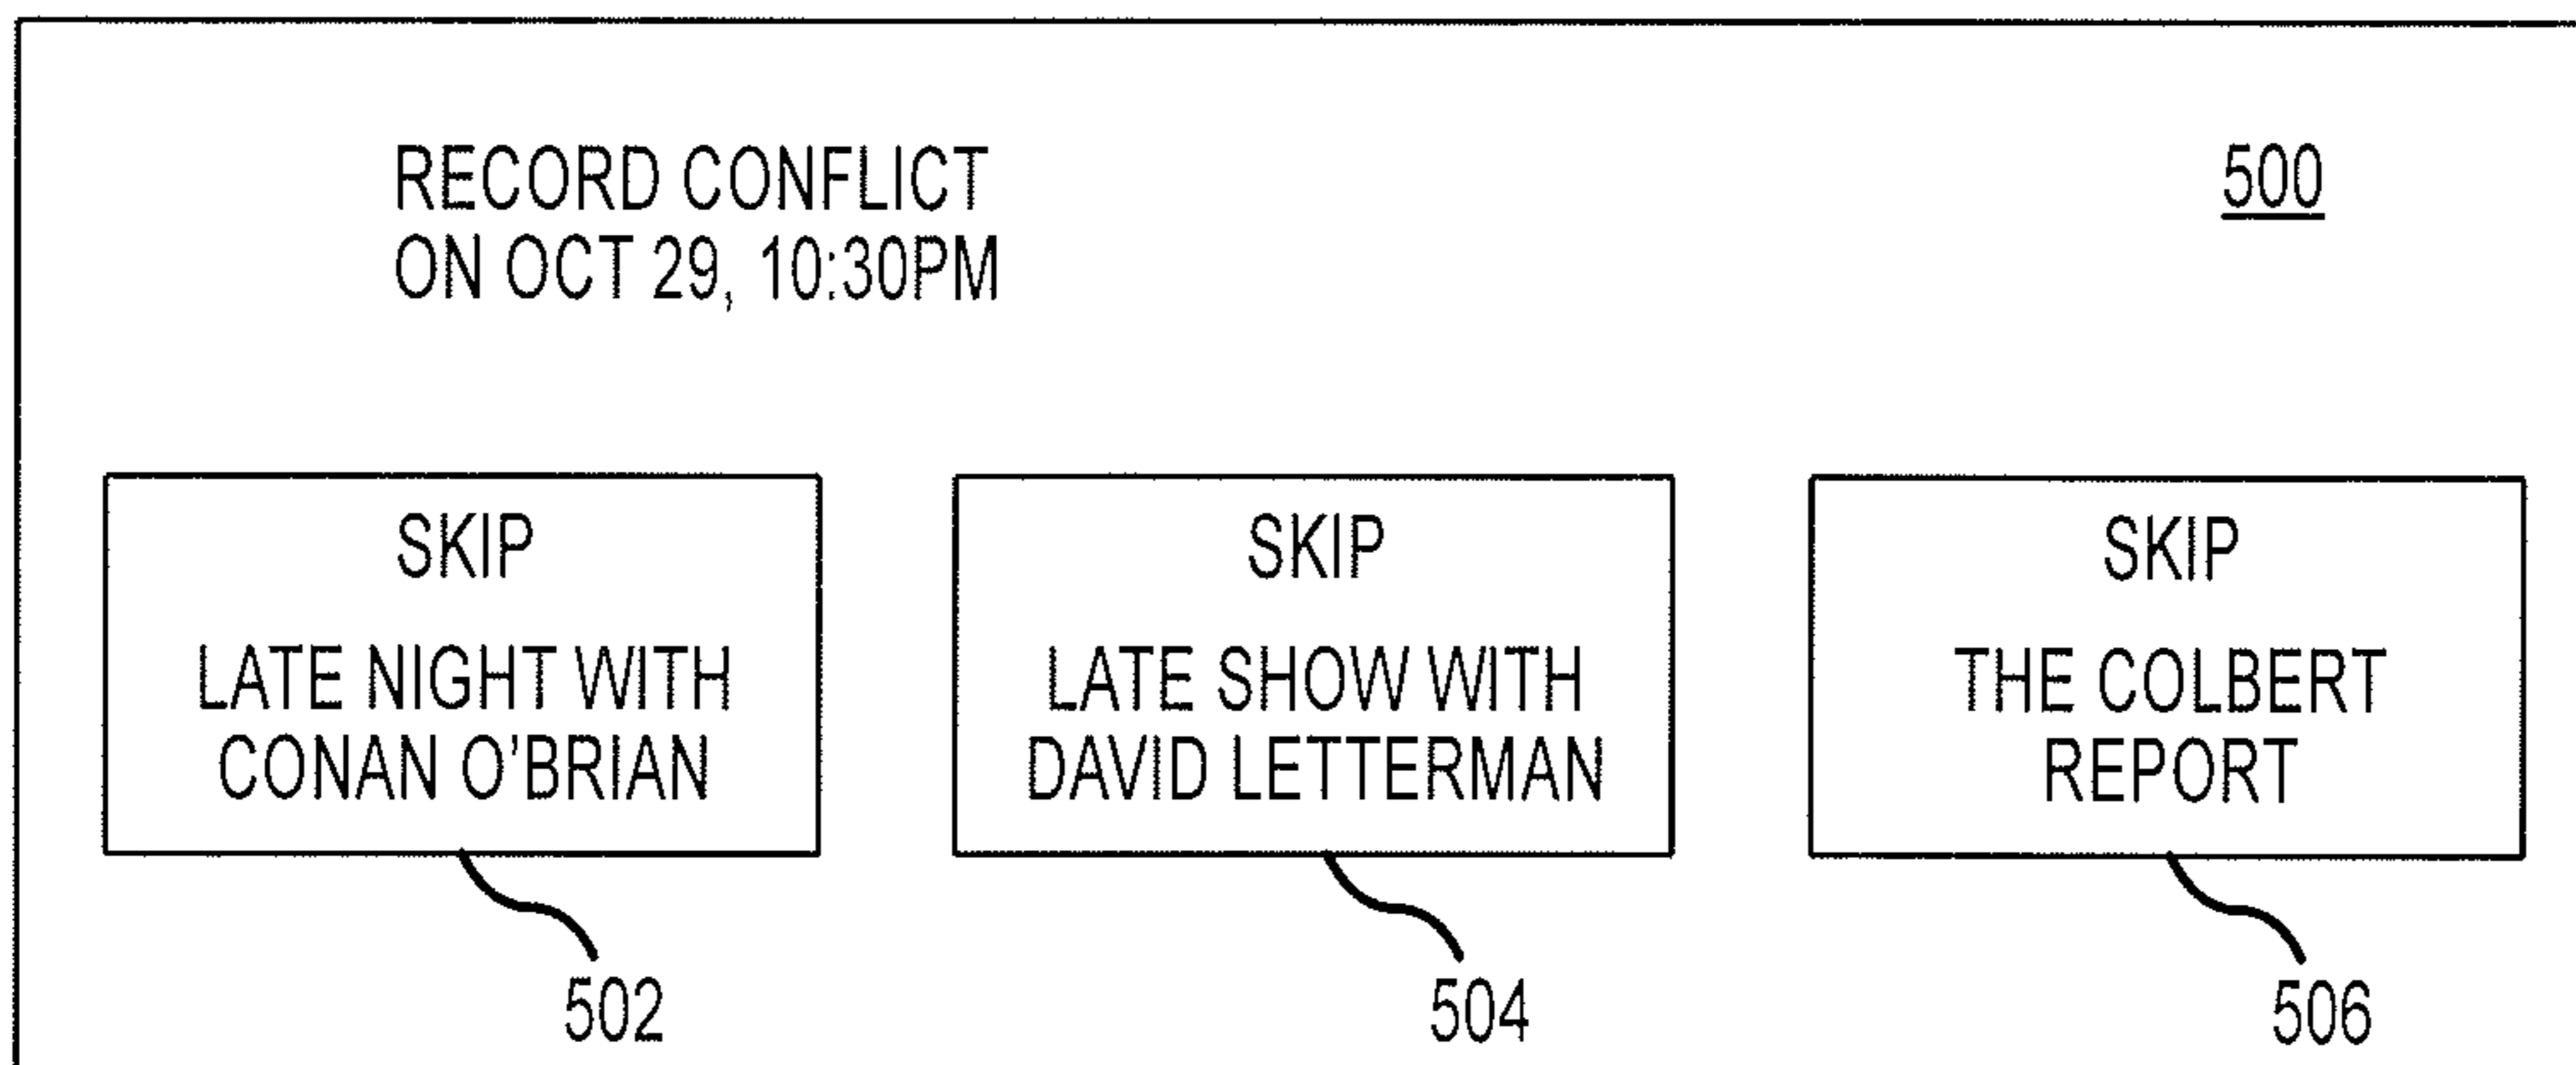 RECORD CONFLICT
500
ON OCT 29, 10:30PM
SKIP
LATE NIGHT WITH
CONAN O'BRIAN
SKIP
LATE SHOW WITH
DAVID LETTERMAN
SKIP
THE COLBERT
REPORT
502
504
506